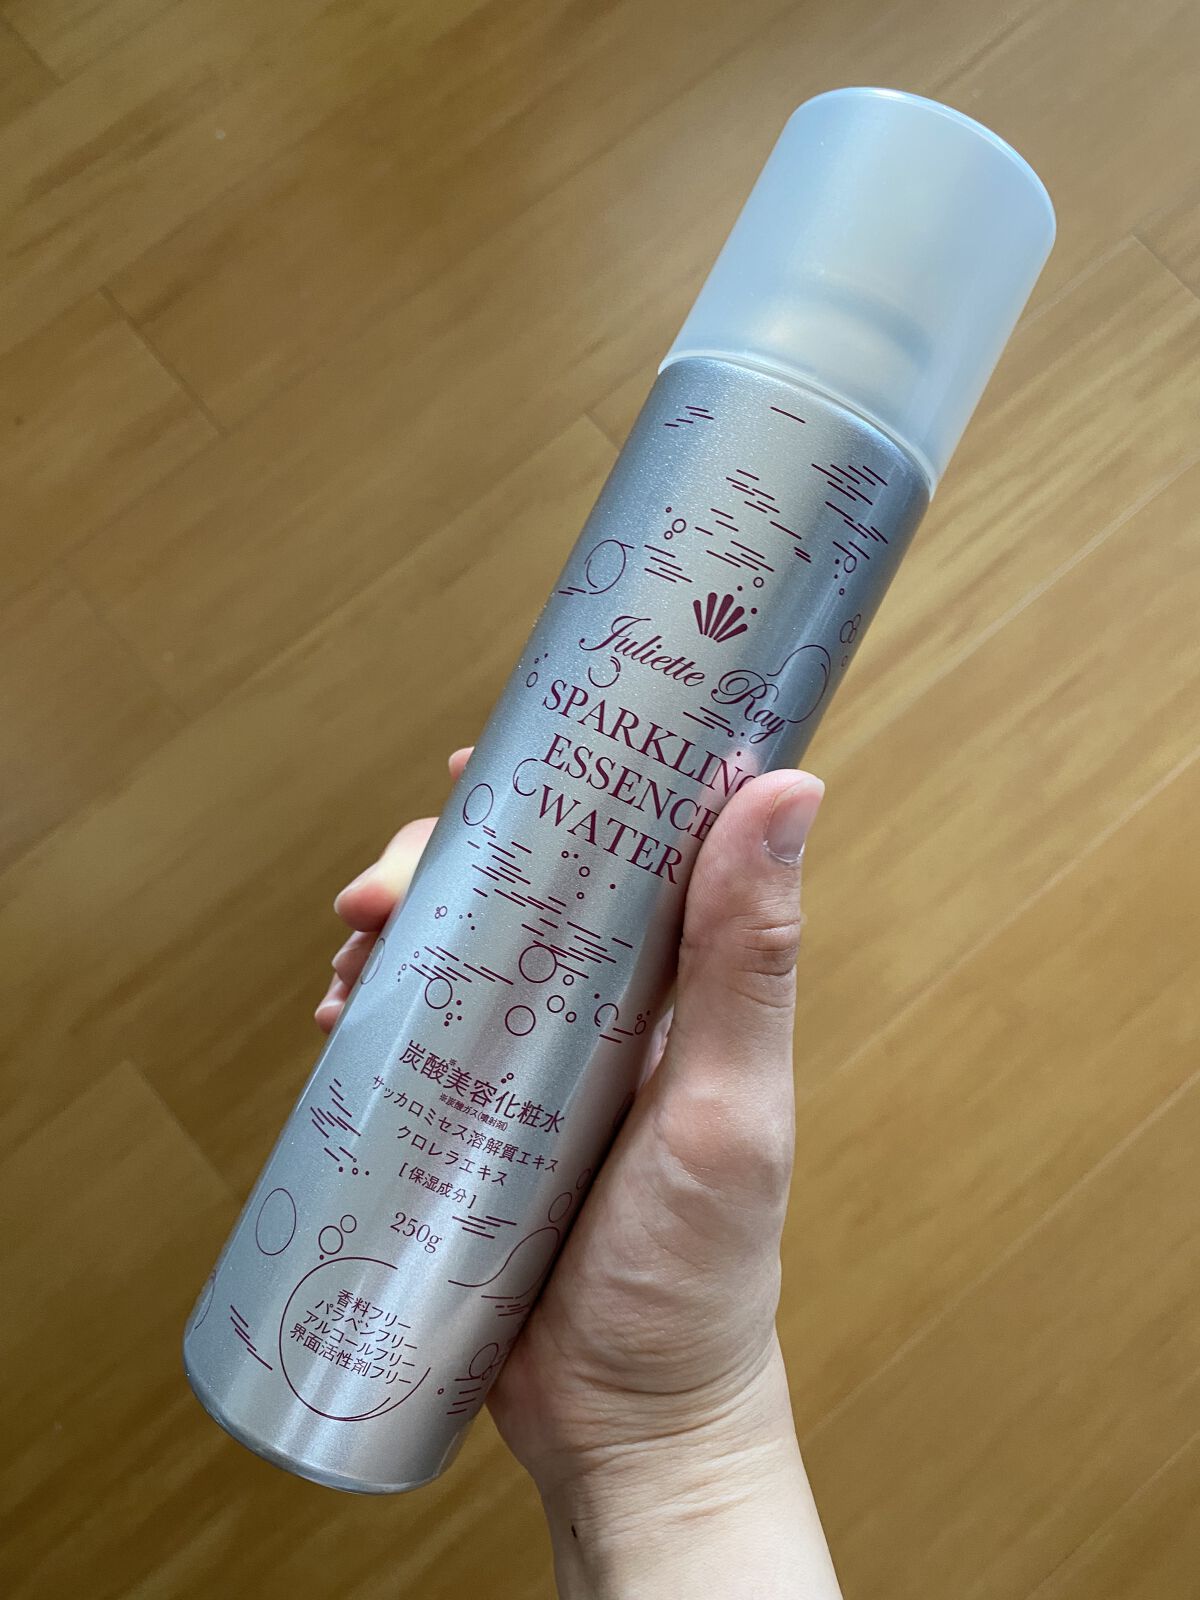 Juliette Ray
SPARKLING
ESSENCE
WATER
炭酸※美容化粧水
※炭酸ガス(噴射剤)
サッカロミセス溶解質エキス
クロレラエキス
[保湿成分]
250g
香料フリー
パラベンフリー
アルコールフリー
界面活性剤フリー